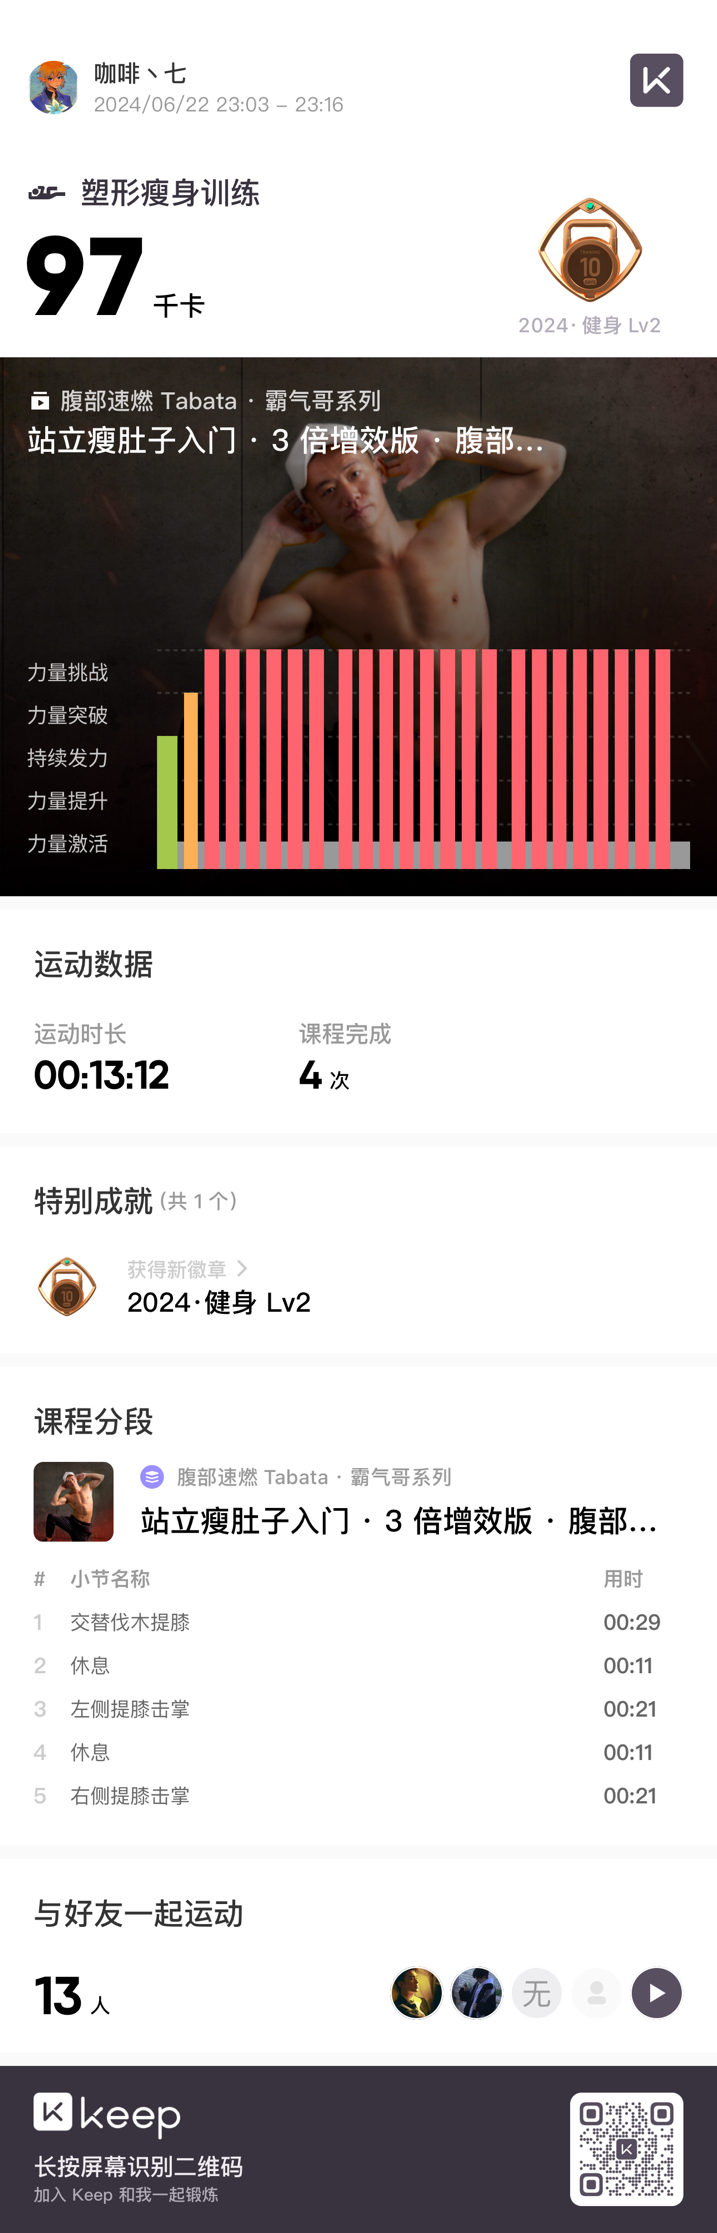 咖啡丶七
2024/06/22 23:03 – 23:16
塑形瘦身训练
97 千卡
10
2024·健身 Lv2
腹部速燃 Tabata · 霸气哥系列
站立瘦肚子入门 · 3 倍增效版 · 腹部...
力量挑战
力量突破
持续发力
力量提升
力量激活
运动数据
运动时长
00:13:12
课程完成
4 次
特别成就 (共 1 个)
10
获得新徽章
2024·健身 Lv2
课程分段
腹部速燃 Tabata · 霸气哥系列
站立瘦肚子入门 · 3 倍增效版 · 腹部...
# 小节名称 用时
1 交替伐木提膝 00:29
2 休息 00:11
3 左侧提膝击掌 00:21
4 休息 00:11
5 右侧提膝击掌 00:21
与好友一起运动
13 人
无
keep
长按屏幕识别二维码
加入 Keep 和我一起锻炼